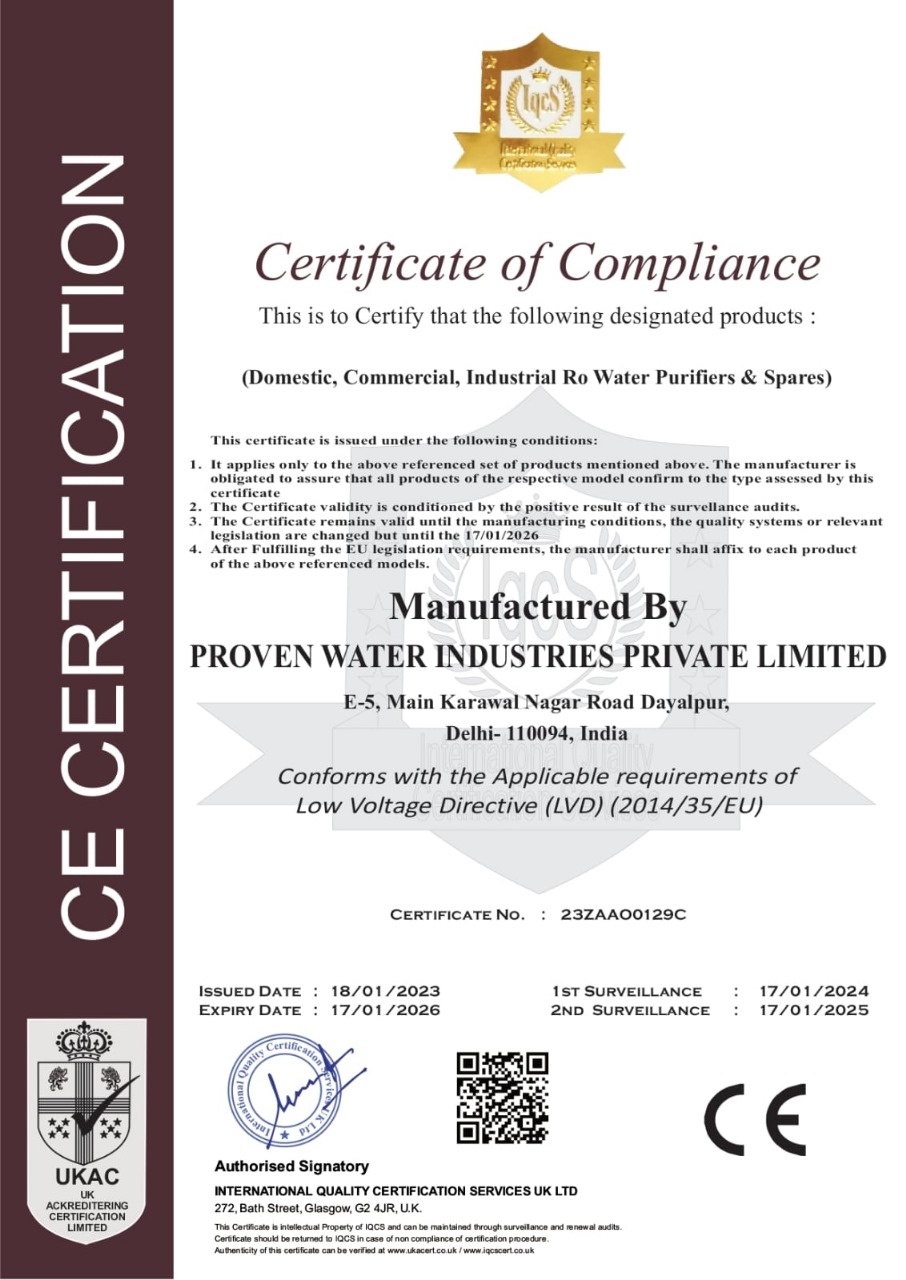 CE CERTIFICATION
IqcS
International Quality
Certification Services
Certificate of Compliance
This is to Certify that the following designated products :
(Domestic, Commercial, Industrial Ro Water Purifiers & Spares)
This certificate is issued under the following conditions:
1. It applies only to the above referenced set of products mentioned above. The manufacturer is
obligated to assure that all products of the respective model confirm to the type assessed by this
certificate
2. The Certificate validity is conditioned by the positive result of the survellance audits.
3. The Certificate remains valid until the manufacturing conditions, the quality systems or relevant
legislation are changed but until the 17/01/2026
4. After Fulfilling the EU legislation requirements, the manufacturer shall affix to each product
of the above referenced models.
IqcS
Manufactured By
PROVEN WATER INDUSTRIES PRIVATE LIMITED
E-5, Main Karawal Nagar Road Dayalpur,
Delhi- 110094, India
International Quality
Certification Services
Conforms with the Applicable requirements of
Low Voltage Directive (LVD) (2014/35/EU)
CERTIFICATE NO. : 23ZAAO0129C
ISSUED DATE : 18/01/2023
EXPIRY DATE : 17/01/2026
1ST SURVEILLANCE : 17/01/2024
2ND SURVEILLANCE : 17/01/2025
International Quality Certification Services UK Ltd
CE
UKAC
UK
ACKREDITERING
CERTIFICATION
LIMITED
Authorised Signatory
INTERNATIONAL QUALITY CERTIFICATION SERVICES UK LTD
272, Bath Street, Glasgow, G2 4JR, U.K.
This Certificate is intellectual Property of IQCS and can be maintained through surveillance and renewal audits.
Certificate should be returned to IQCS in case of non compliance of certification procedure.
Authenticity of this certificate can be verified at www.ukacert.co.uk / www.iqcscert.co.uk